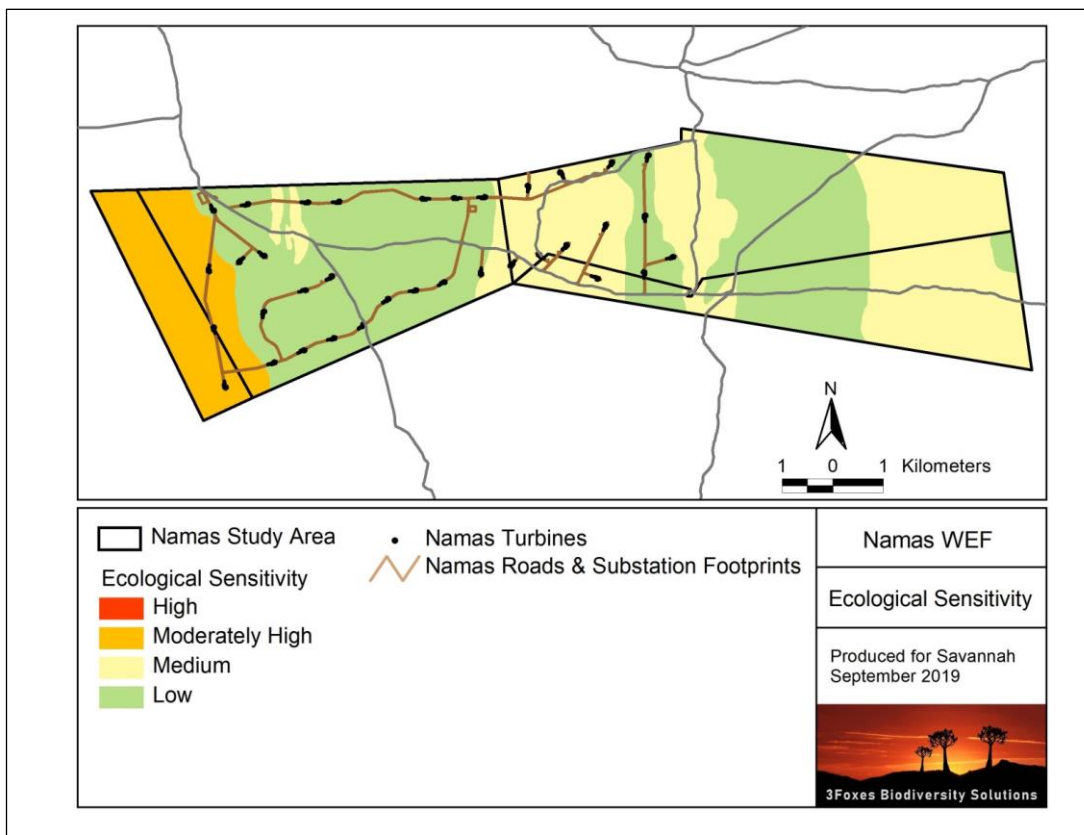 N
1 0 1 Kilometers
Namas Study Area
Ecological Sensitivity
High
Moderately High
Medium
Low
Namas Turbines
Namas Roads & Substation Footprints
Namas WEF
Ecological Sensitivity
Produced for Savannah
September 2019
3Foxes Biodiversity Solutions